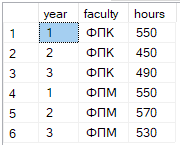 year faculty hours
1 1 ФПК 550
2 2 ФПК 450
3 3 ФПК 490
4 1 ФПМ 550
5 2 ФПМ 570
6 3 ФПМ 530